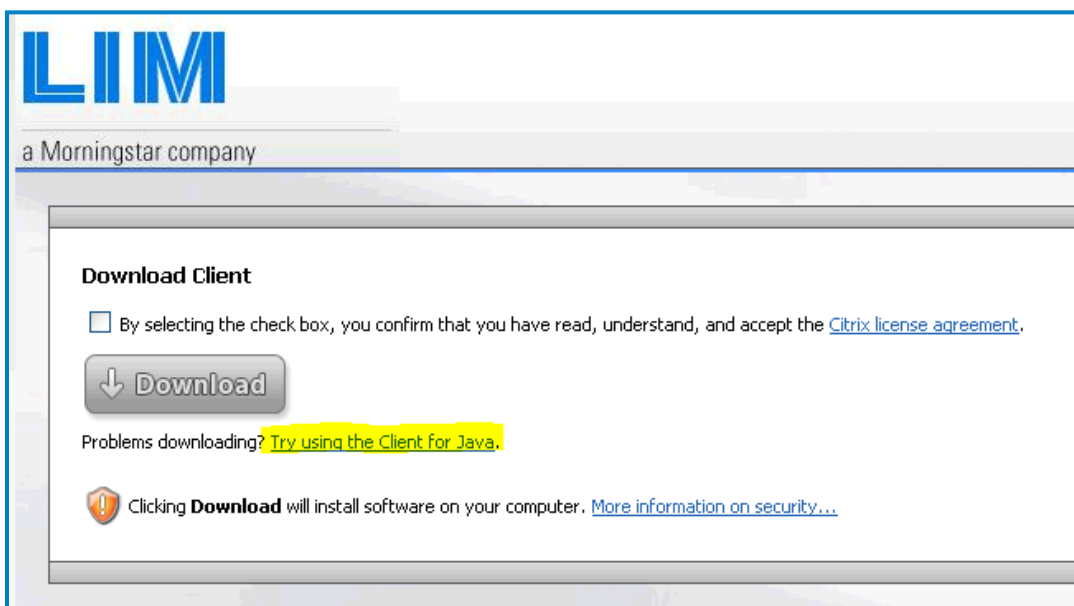 LIM
a Morningstar company
Download Client
By selecting the check box, you confirm that you have read, understand, and accept the Citrix license agreement.
Download
Problems downloading? Try using the Client for Java.
Clicking Download will install software on your computer. More information on security...